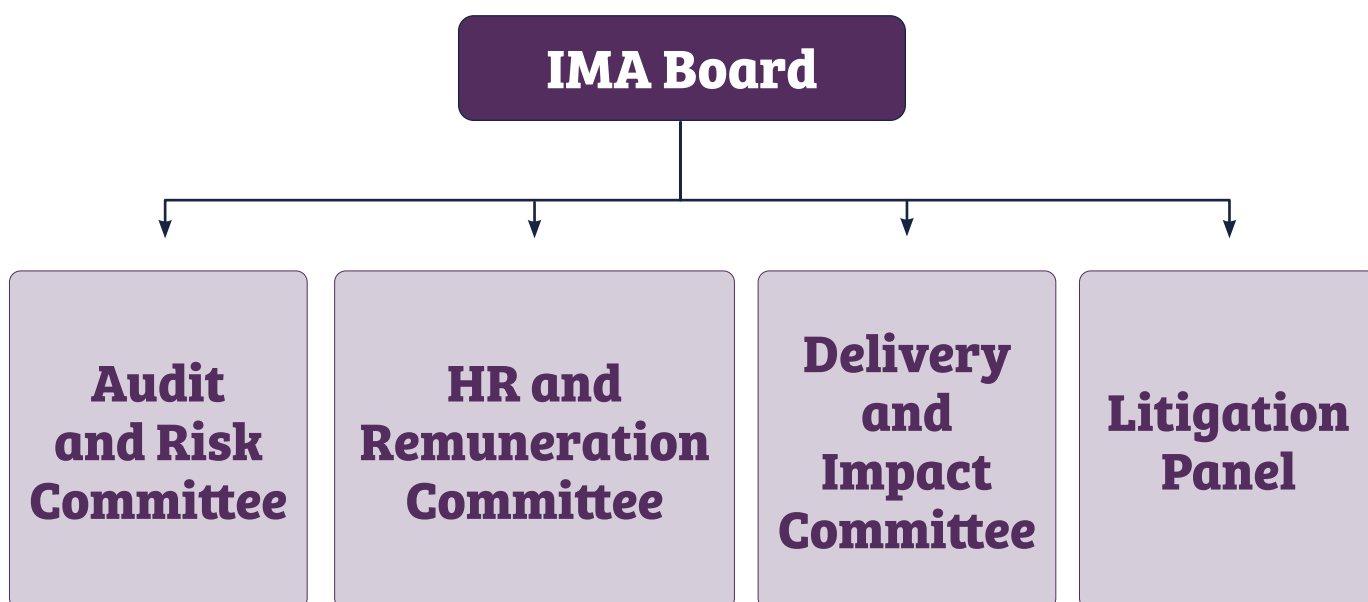 IMA Board
Audit
and Risk
Committee
HR and
Remuneration
Committee
Delivery
and
Impact
Committee
Litigation
Panel